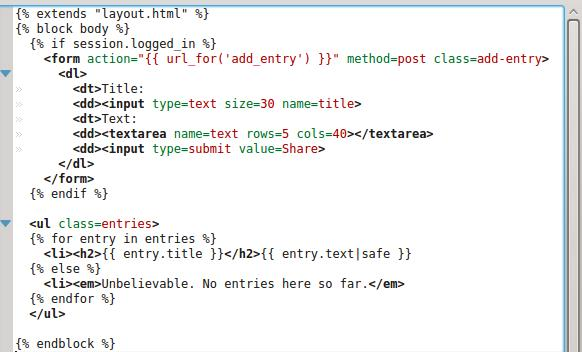 {% extends "layout.html" %}
{% block body %}
  {% if session.logged_in %}
    <form action="{{ url_for('add_entry') }}" method=post class=add-entry>
      <dl>
        <dt>Title:
        <dd><input type=text size=30 name=title>
        <dt>Text:
        <dd><textarea name=text rows=5 cols=40></textarea>
        <dd><input type=submit value=Share>
      </dl>
    </form>
  {% endif %}

  <ul class=entries>
  {% for entry in entries %}
    <li><h2>{{ entry.title }}</h2>{{ entry.text|safe }}
  {% else %}
    <li><em>Unbelievable. No entries here so far.</em>
  {% endfor %}
  </ul>

{% endblock %}